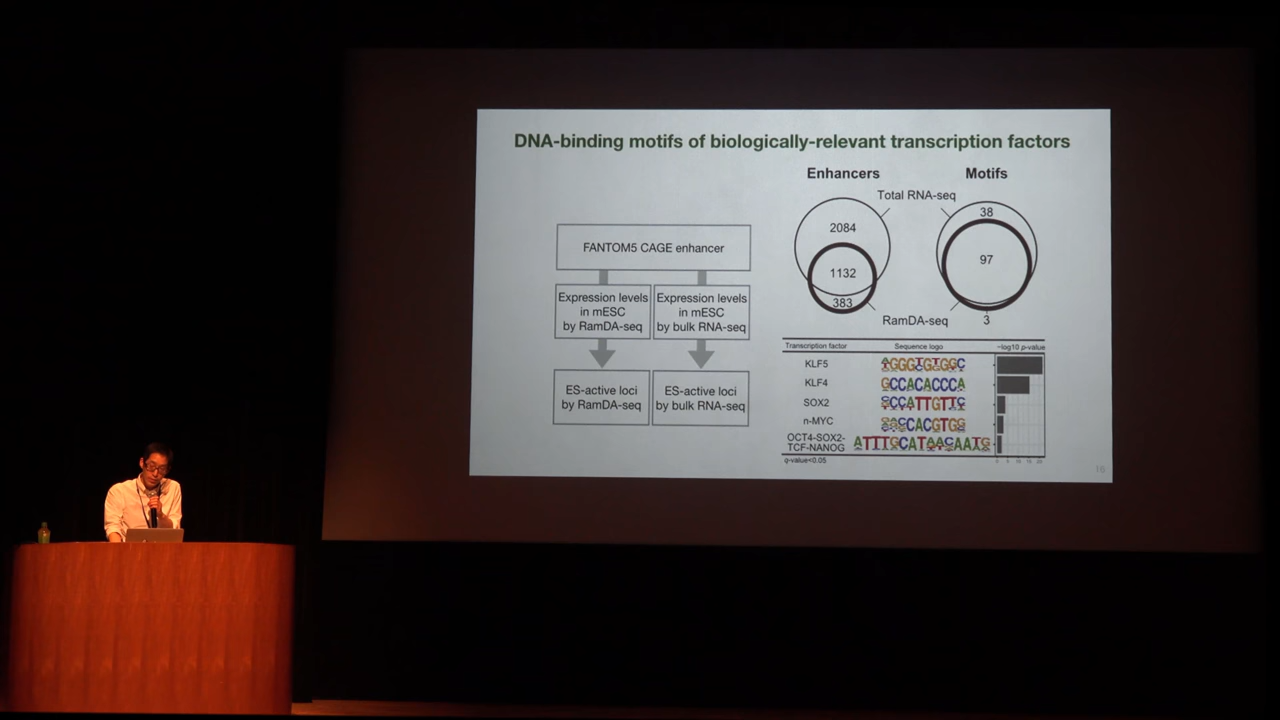 DNA-binding motifs of biologically-relevant transcription factors
FANTOM5 CAGE enhancer
Expression levels
in mESC
by RamDA-seq
Expression levels
in mESC
by bulk RNA-seq
ES-active loci
by RamDA-seq
ES-active loci
by bulk RNA-seq
Enhancers
Motifs
Total RNA-seq
2084
1132
383
38
97
3
RamDA-seq
Transcription factor
Sequence logo
−log10 p-value
KLF5
KLF4
GCCACACCCA
SOX2
n-MYC
OCT4-SOX2-
TCF-NANOG
q-value<0.05
16